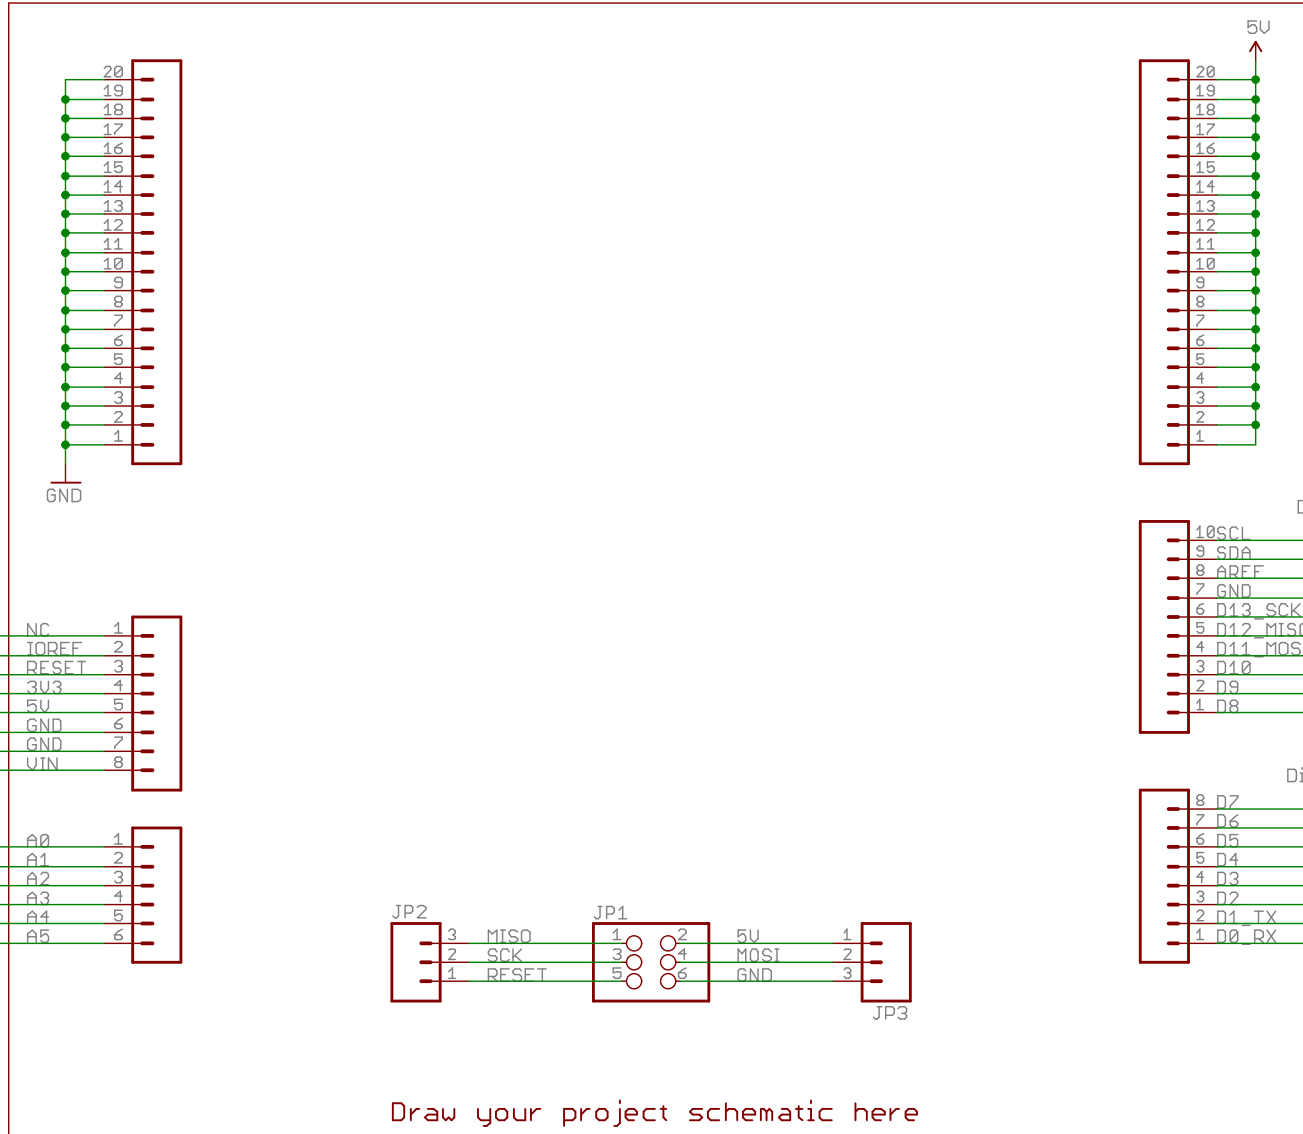 5V
20
19
18
17
16
15
14
13
12
11
10
9
8
7
6
5
4
3
2
1
GND
20
19
18
17
16
15
14
13
12
11
10
9
8
7
6
5
4
3
2
1
10 SCL
9 SDA
8 AREF
7 GND
6 D13_SCK
5 D12_MISO
4 D11_MOS
3 D10
2 D9
1 D8
NC 1
IOREF 2
RESET 3
3V3 4
5V 5
GND 6
GND 7
VIN 8
Di
8 D7
7 D6
6 D5
5 D4
4 D3
3 D2
2 D1_TX
1 D0_RX
A0 1
A1 2
A2 3
A3 4
A4 5
A5 6
JP2 JP1
3 MISO 1 2 5V 1
2 SCK 3 4 MOSI 2
1 RESET 5 6 GND 3
JP3
Draw your project schematic here